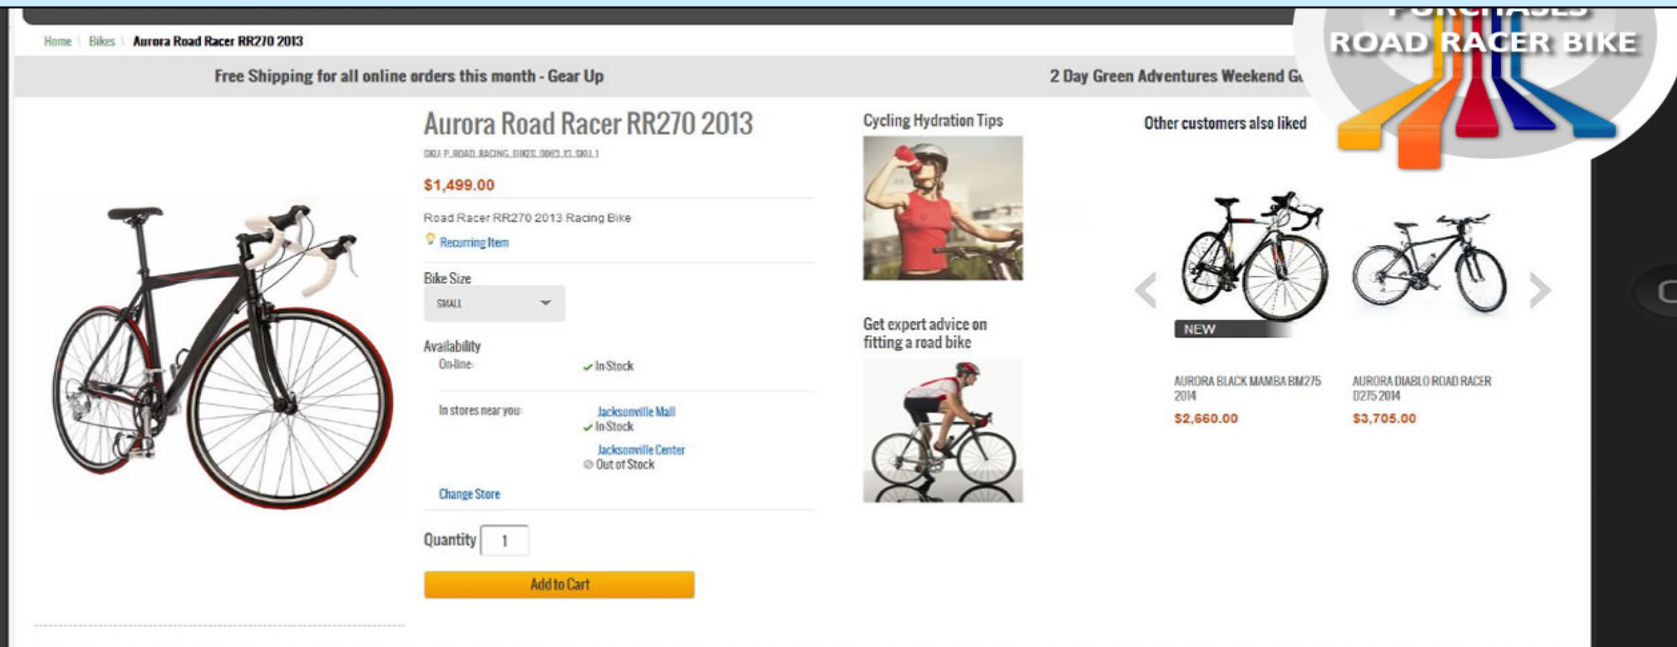 PURCHASES
ROAD RACER BIKE
Home Bikes Aurora Road Racer RR270 2013
Free Shipping for all online orders this month - Gear Up
2 Day Green Adventures Weekend
Aurora Road Racer RR270 2013
$1,499.00
Road Racer RR270 2013 Racing Bike
Recurring Item
Bike Size
SMALL
Availability
On-line:
In Stock
In stores near you:
Jacksonville Mall
In Stock
Jacksonville Center
Out of Stock
Change Store
Quantity 1
Add to Cart
Cycling Hydration Tips
Get expert advice on
fitting a road bike
Other customers also liked
NEW
AURORA BLACK MAMBA BM275
2014
$2,660.00
AURORA DIABLO ROAD RACER
D275 2014
$3,705.00